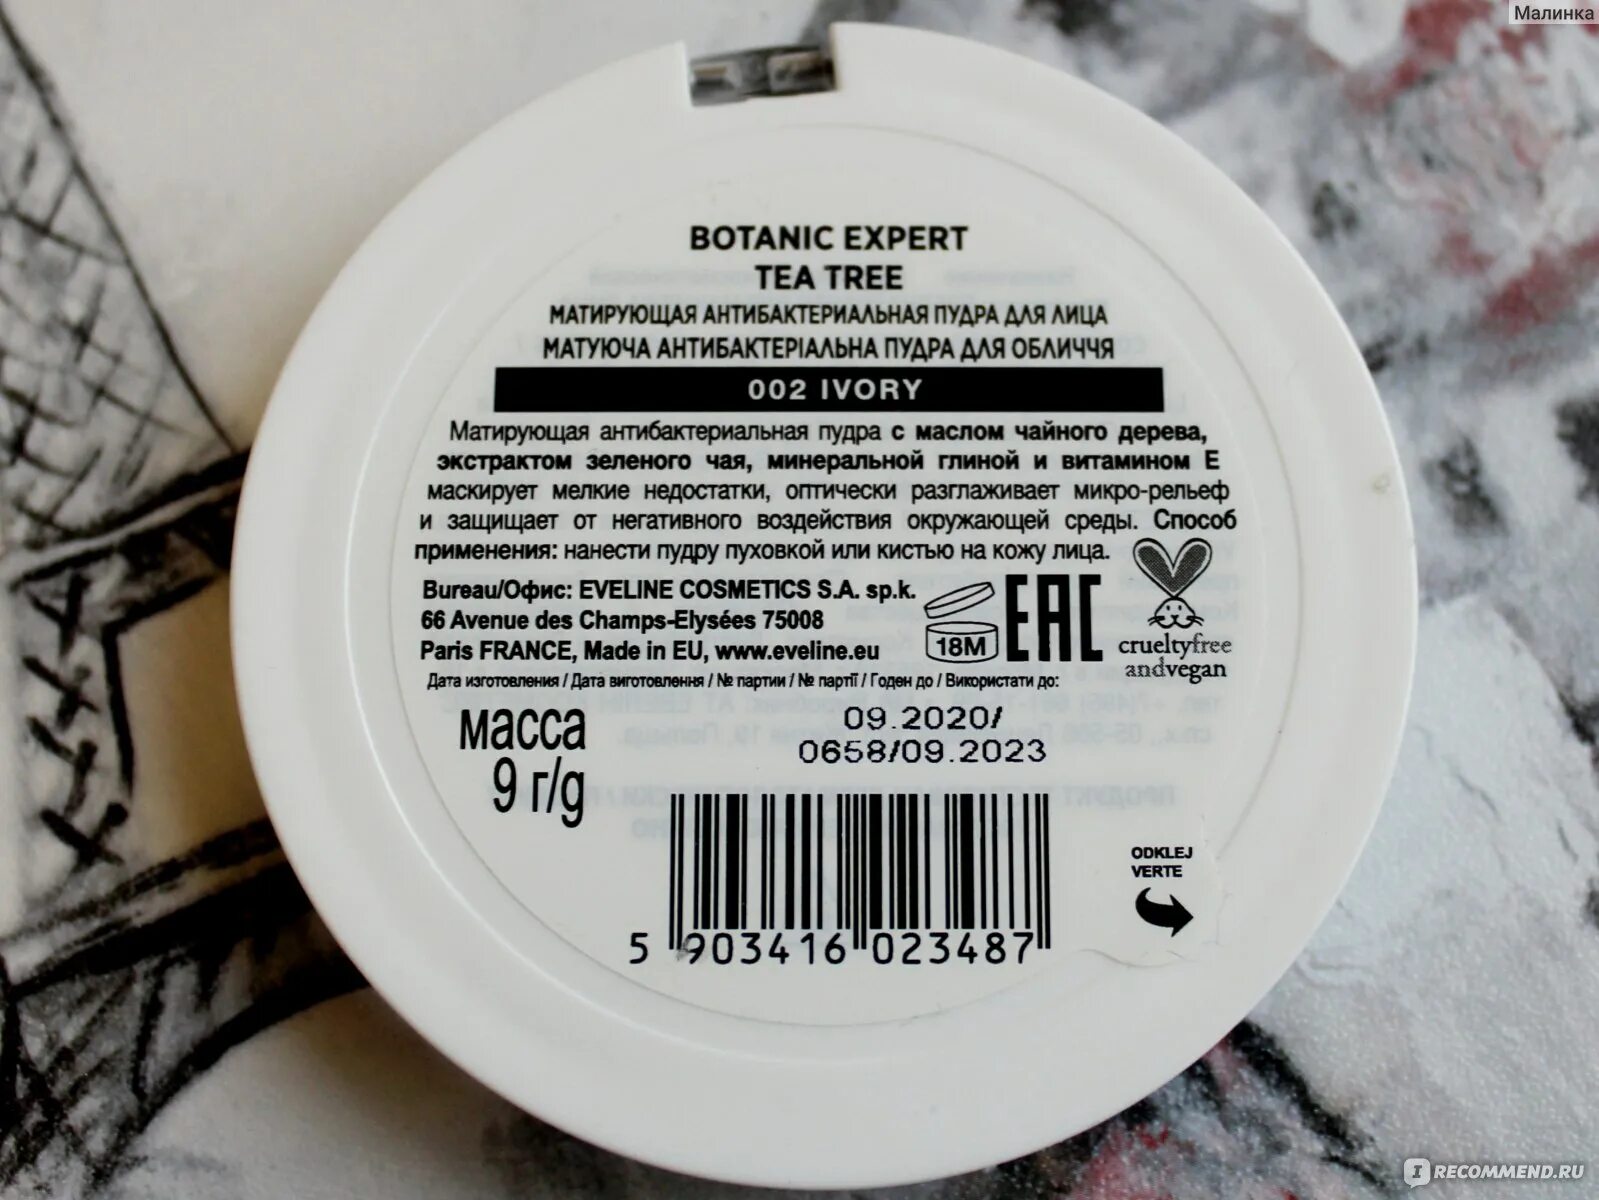 Малинка
BOTANIC EXPERT
TEA TREE
МАТИРУЮЩАЯ АНТИБАКТЕРИАЛЬНАЯ ПУДРА ДЛЯ ЛИЦА
МАТУЮЧА АНТИБАКТЕРІАЛЬНА ПУДРА ДЛЯ ОБЛИЧЧЯ
002 IVORY
Матирующая антибактериальная пудра с маслом чайного дерева,
экстрактом зеленого чая, минеральной глиной и витамином Е
маскирует мелкие недостатки, оптически разглаживает микро-рельеф
и защищает от негативного воздействия окружающей среды. Способ
применения: нанести пудру пуховкой или кистью на кожу лица.
Bureau/Офис: EVELINE COSMETICS S.A. sp.k.
66 Avenue des Champs-Elysées 75008
Paris FRANCE, Made in EU, www.eveline.eu
18M
EAC
crueltyfree
andvegan
Дата изготовления / Дата виготовлення / № партии / № партії / Годен до / Використати до:
масса
9 г/g
09.2020/
0658/09.2023
ODKLEJ
VERTE
5 903416 023487
IRECOMMEND.RU